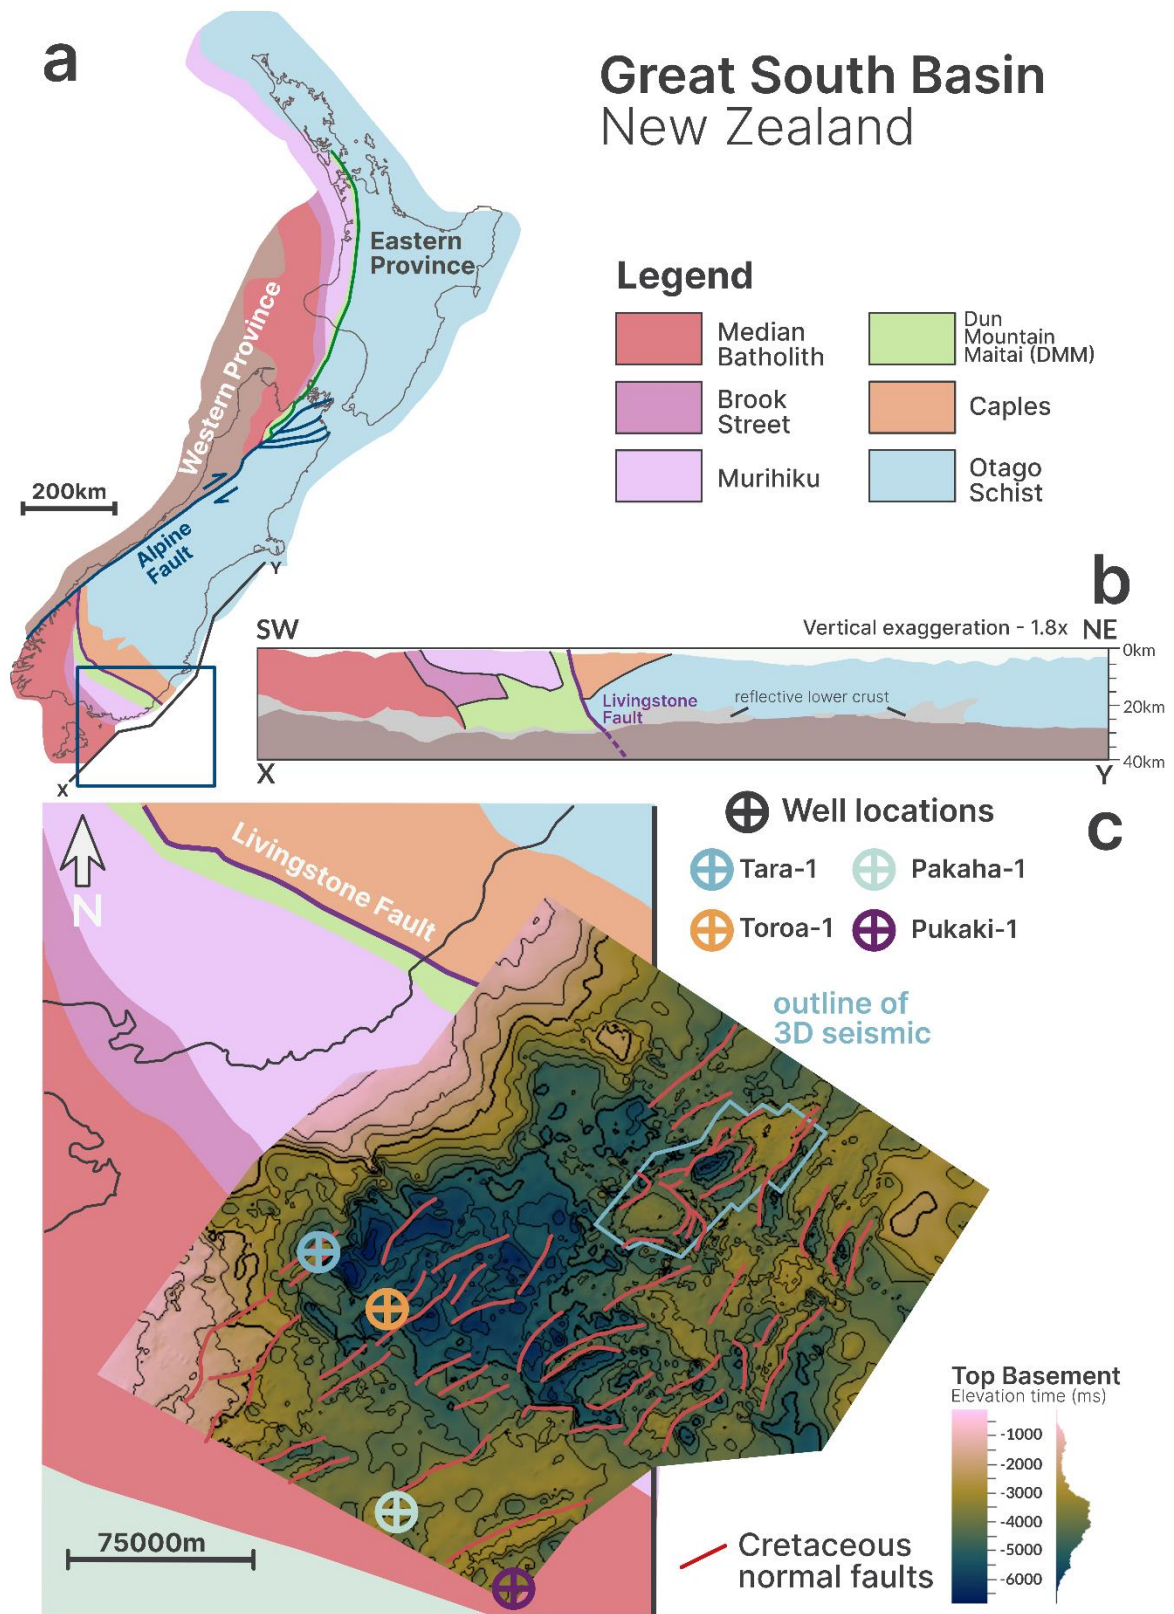 a
Great South Basin
New Zealand
Eastern
Province
Western Province
Legend
Median
Batholith
Dun
Mountain
Maitai (DMM)
Brook
Street
Caples
Murihiku
Otago
Schist
200km
Alpine
Fault
Y
X
b
SW
Vertical exaggeration - 1.8x
NE
0km
20km
40km
Livingstone
Fault
reflective lower crust
X
Y
c
Well locations
Tara-1
Pakaha-1
Toroa-1
Pukaki-1
Livingstone Fault
N
outline of
3D seismic
75000m
Cretaceous
normal faults
Top Basement
Elevation time (ms)
-1000
-2000
-3000
-4000
-5000
-6000